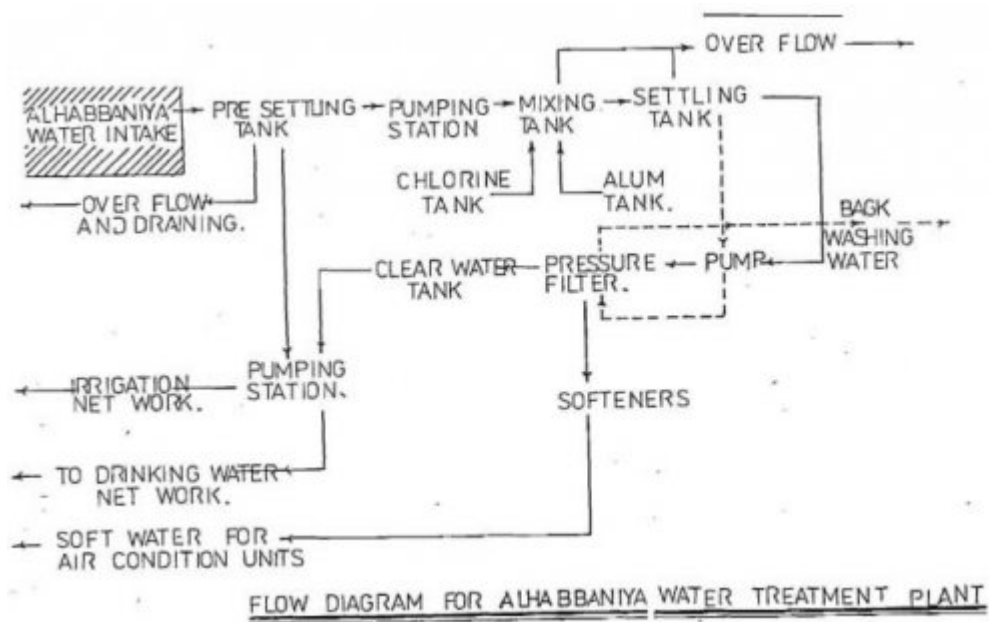 OVER FLOW
ALHABBANIYA
WATER INTAKE
PRE SETTLING
TANK
PUMPING
STATION
MIXING
TANK
SETTLING
TANK
CHLORINE
TANK
ALUM
TANK.
OVER FLOW
AND DRAINING.
BACK
WASHING
WATER
CLEAR WATER
TANK
PRESSURE
FILTER.
PUMP
PUMPING
STATION.
IRRIGATION
NET WORK.
SOFTENERS
TO DRINKING WATER
NET WORK.
SOFT WATER FOR
AIR CONDITION UNITS
FLOW DIAGRAM FOR ALHABBANIYA WATER TREATMENT PLANT